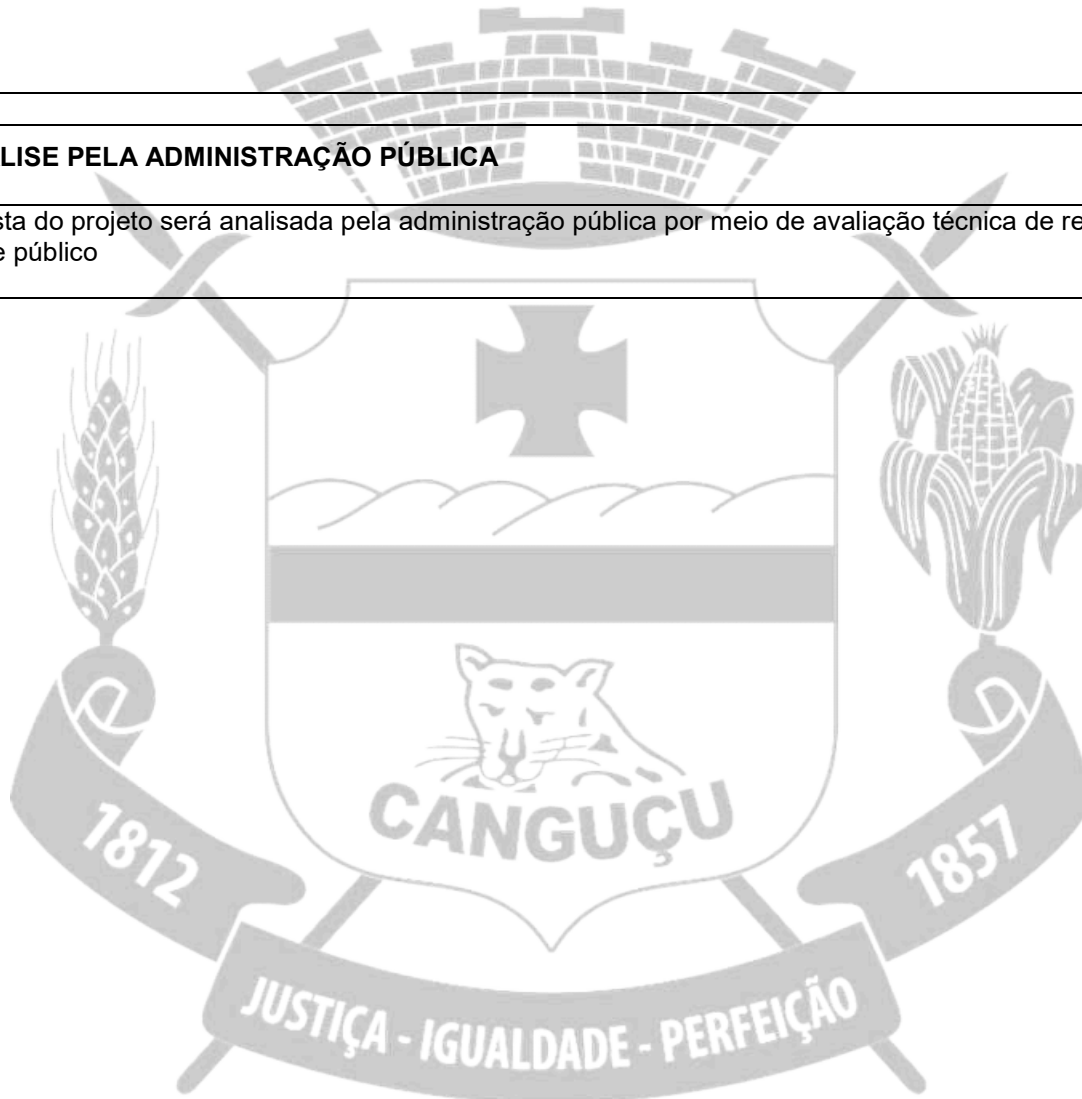 LISE PELA ADMINISTRAÇÃO PÚBLICA
sta do projeto será analisada pela administração pública por meio de avaliação técnica de re
e público
CANGUÇU
1812
1857
JUSTIÇA - IGUALDADE - PERFEIÇÃO